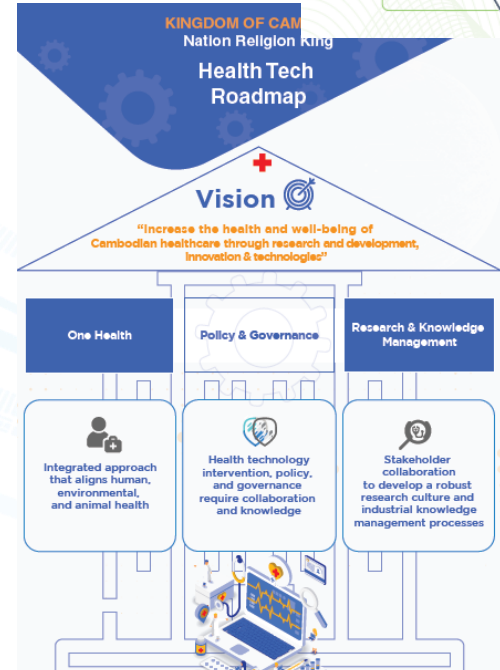 KINGDOM OF CAM
Nation Religion King
Health Tech
Roadmap
Vision
“Increase the health and well-being of
Cambodian healthcare through research and development,
innovation & technologies”
One Health
Policy & Governance
Research & Knowledge
Management
Integrated approach
that aligns human,
environmental,
and animal health
Health technology
intervention, policy,
and governance
require collaboration
and knowledge
Stakeholder
collaboration
to develop a robust
research culture and
industrial knowledge
management processes